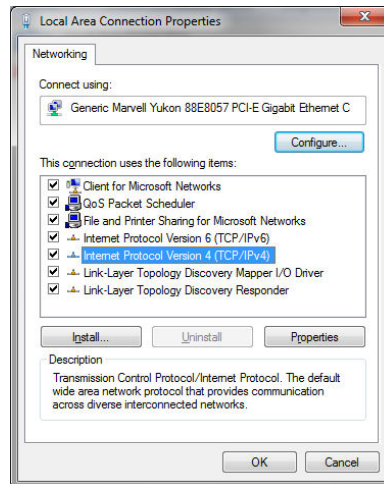 Local Area Connection Properties
Networking
Connect using:
Generic Marvell Yukon 88E8057 PCI-E Gigabit Ethernet C
Configure...
This connection uses the following items:
Client for Microsoft Networks
QoS Packet Scheduler
File and Printer Sharing for Microsoft Networks
Internet Protocol Version 6 (TCP/IPv6)
Internet Protocol Version 4 (TCP/IPv4)
Link-Layer Topology Discovery Mapper I/O Driver
Link-Layer Topology Discovery Responder
Install... Uninstall Properties
Description
Transmission Control Protocol/Internet Protocol. The default
wide area network protocol that provides communication
across diverse interconnected networks.
OK Cancel